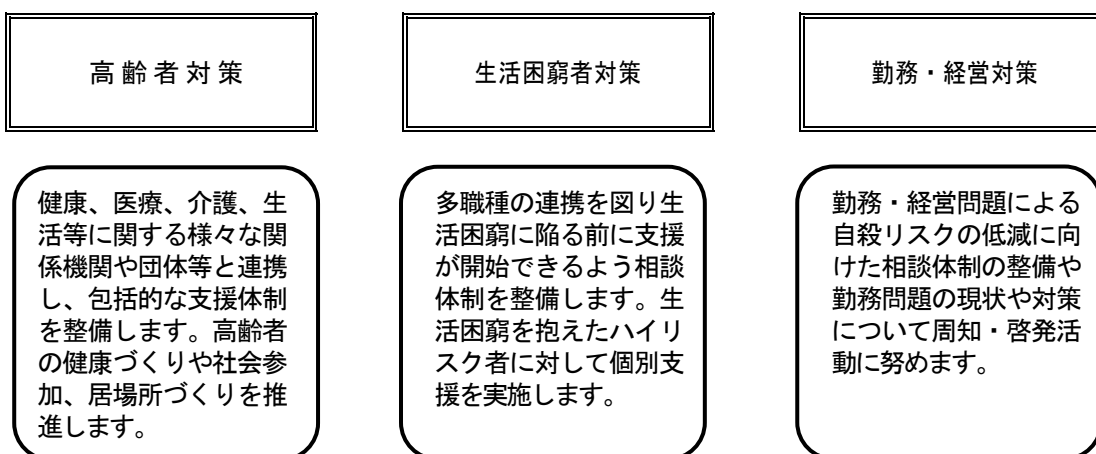 高齢者対策
健康、医療、介護、生
活等に関する様々な関
係機関や団体等と連携
し、包括的な支援体制
を整備します。高齢者
の健康づくりや社会参
加、居場所づくりを推
進します。
生活困窮者対策
多職種の連携を図り生
活困窮に陥る前に支援
が開始できるよう相談
体制を整備します。生
活困窮を抱えたハイリ
スク者に対して個別支
援を実施します。
勤務・経営対策
勤務・経営問題による
自殺リスクの低減に向
けた相談体制の整備や
勤務問題の現状や対策
について周知・啓発活
動に努めます。